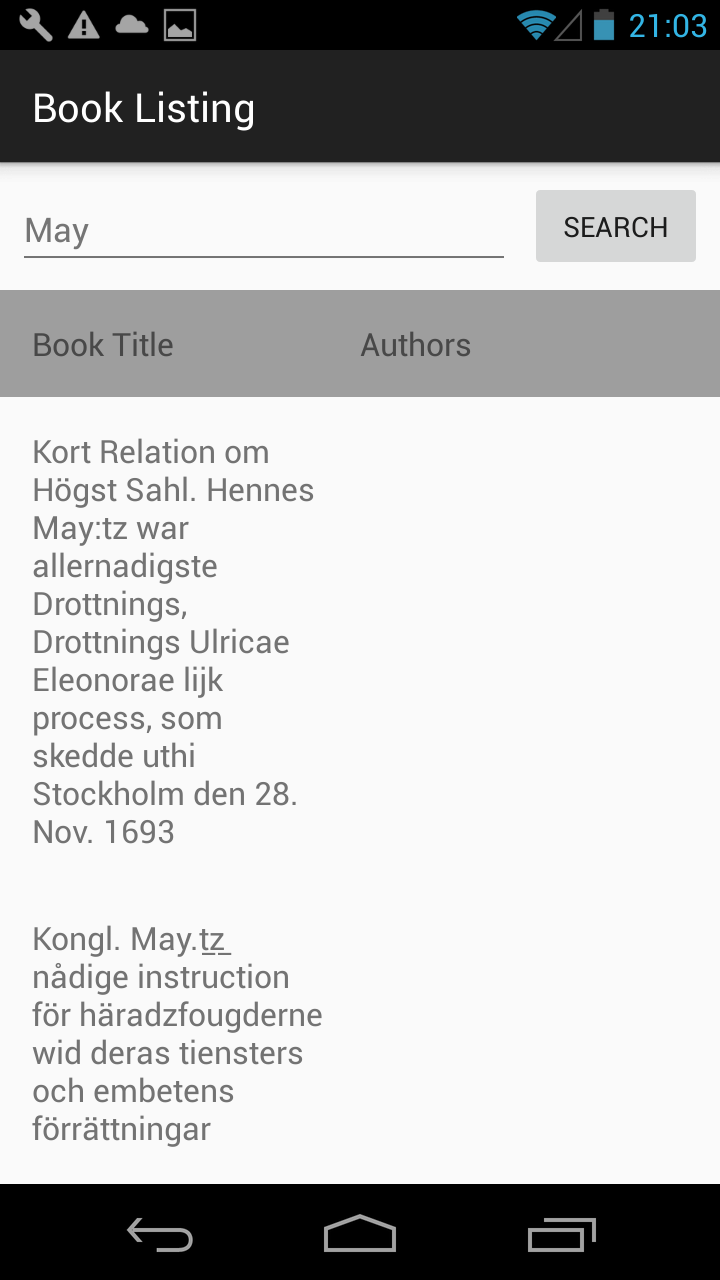 21:03
Book Listing
May
SEARCH
Book Title
Authors
Kort Relation om
Högst Sahl. Hennes
May:tz war
allernadigste
Drottnings,
Drottnings Ulricae
Eleonorae lijk
process, som
skedde uthi
Stockholm den 28.
Nov. 1693
Kongl. May.t̲z̲
nådige instruction
för häradzfougderne
wid deras tiensters
och embetens
förrättningar